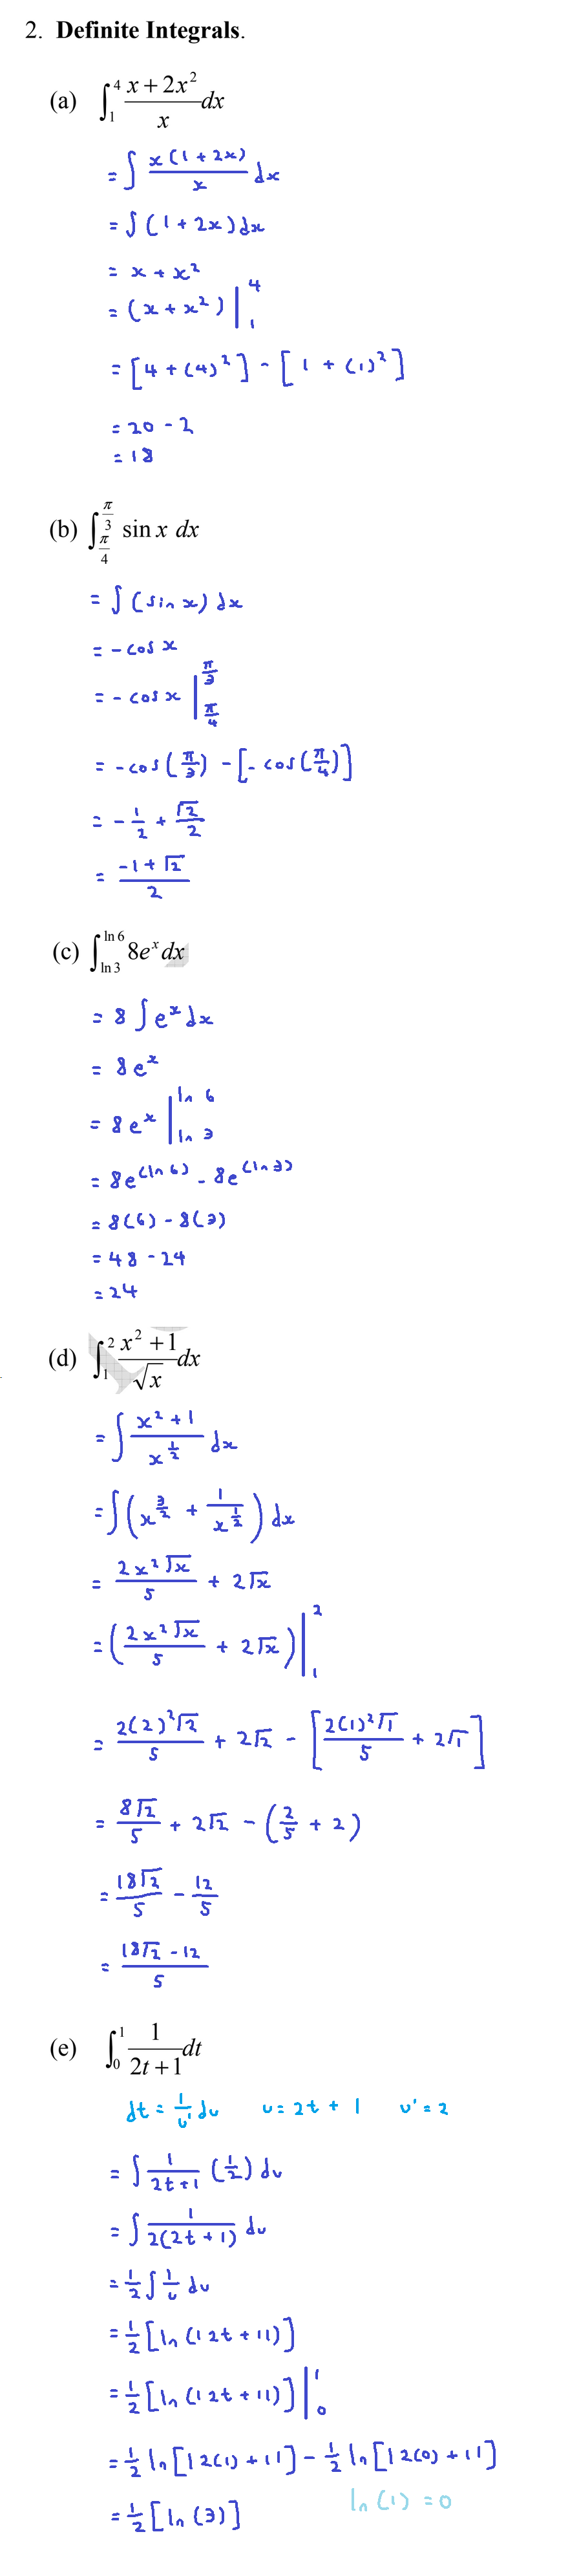 2. Definite Integrals.
(a) ∫₁⁴ (x + 2x²)/x dx
= ∫ x(1 + 2x)/x dx
= ∫ (1 + 2x) dx
= x + x²
= (x + x²) |₁⁴
= [4 + (4)²] - [1 + (1)²]
= 20 - 2
= 18
(b) ∫_{π/4}^{π/3} sin x dx
= ∫ (sin x) dx
= -cos x
= -cos x |_{π/4}^{π/3}
= -cos(π/3) - [-cos(π/4)]
= -1/2 + √2/2
= (-1 + √2)/2
(c) ∫_{ln 3}^{ln 6} 8eˣ dx
= 8 ∫ eˣ dx
= 8eˣ
= 8eˣ |_{ln 3}^{ln 6}
= 8e^(ln 6) - 8e^(ln 3)
= 8(6) - 8(3)
= 48 - 24
= 24
(d) ∫₁² (x² + 1)/√x dx
= ∫ (x² + 1)/x^(1/2) dx
= ∫ (x^(3/2) + 1/x^(1/2)) dx
= 2x²√x/5 + 2√x
= (2x²√x/5 + 2√x) |₁²
= 2(2)²√2/5 + 2√2 - [2(1)²√1/5 + 2√1]
= 8√2/5 + 2√2 - (2/5 + 2)
= 18√2/5 - 12/5
= (18√2 - 12)/5
(e) ∫₀¹ 1/(2t + 1) dt
dt = 1/u' du u = 2t + 1 u' = 2
= ∫ 1/(2t + 1) (1/2) du
= ∫ 1/(2(2t + 1)) du
= 1/2 ∫ 1/u du
= 1/2 [ln(|2t + 1|)]
= 1/2 [ln(|2t + 1|)] |₀¹
= 1/2 ln[|2(1) + 1|] - 1/2 ln[|2(0) + 1|]
= 1/2 [ln(3)] ln(1) = 0